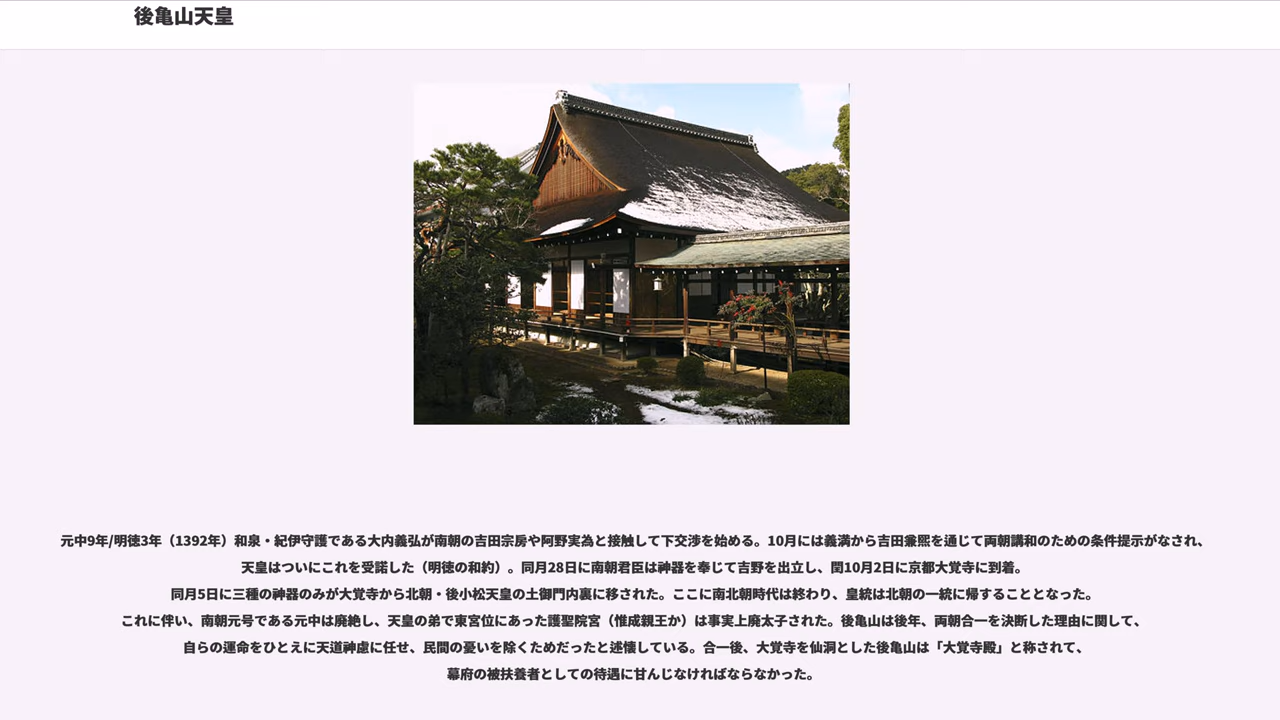 後亀山天皇
元中9年/明徳3年（1392年）和泉・紀伊守護である大内義弘が南朝の吉田宗房や阿野実為と接触して下交渉を始める。10月には義満から吉田兼煕を通じて両朝講和のための条件提示がなされ、
天皇はついにこれを受諾した（明徳の和約）。同月28日に南朝君臣は神器を奉じて吉野を出立し、閏10月2日に京都大覚寺に到着。
同月5日に三種の神器のみが大覚寺から北朝・後小松天皇の土御門内裏に移された。ここに南北朝時代は終わり、皇統は北朝の一統に帰することとなった。
これに伴い、南朝元号である元中は廃絶し、天皇の弟で東宮位にあった護聖院宮（惟成親王か）は事実上廃太子された。後亀山は後年、両朝合一を決断した理由に関して、
自らの運命をひとえに天道神慮に任せ、民間の憂いを除くためだったと述懐している。合一後、大覚寺を仙洞とした後亀山は「大覚寺殿」と称されて、
幕府の被扶養者としての待遇に甘んじなければならなかった。